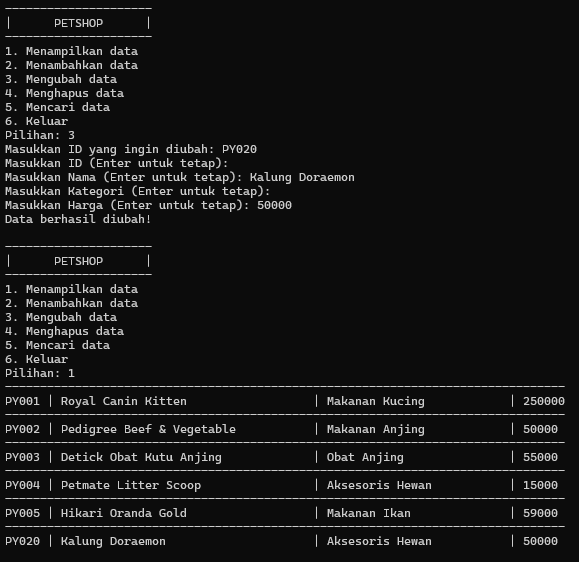 | PETSHOP |
1. Menampilkan data
2. Menambahkan data
3. Mengubah data
4. Menghapus data
5. Mencari data
6. Keluar
Pilihan: 3
Masukkan ID yang ingin diubah: PY020
Masukkan ID (Enter untuk tetap):
Masukkan Nama (Enter untuk tetap): Kalung Doraemon
Masukkan Kategori (Enter untuk tetap):
Masukkan Harga (Enter untuk tetap): 50000
Data berhasil diubah!
| PETSHOP |
1. Menampilkan data
2. Menambahkan data
3. Mengubah data
4. Menghapus data
5. Mencari data
6. Keluar
Pilihan: 1
PY001 | Royal Canin Kitten | Makanan Kucing | 250000
PY002 | Pedigree Beef & Vegetable | Makanan Anjing | 50000
PY003 | Detick Obat Kutu Anjing | Obat Anjing | 55000
PY004 | Petmate Litter Scoop | Aksesoris Hewan | 15000
PY005 | Hikari Oranda Gold | Makanan Ikan | 59000
PY020 | Kalung Doraemon | Aksesoris Hewan | 50000